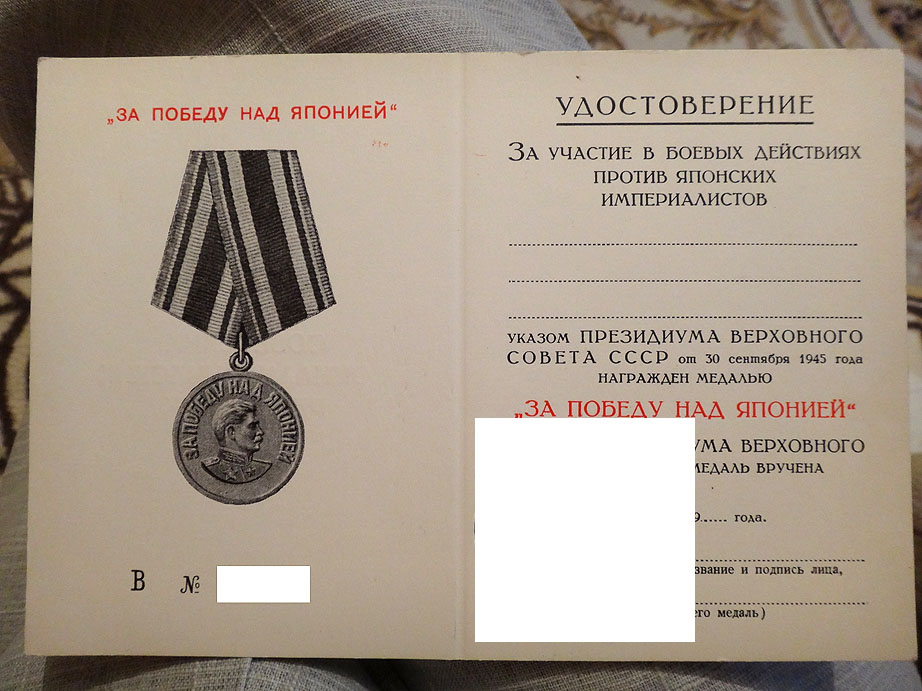 „ЗА ПОБЕДУ НАД ЯПОНИЕЙ“
ЗА ПОБЕДУ НАД ЯПОНИЕЙ
В №
УДОСТОВЕРЕНИЕ
ЗА УЧАСТИЕ В БОЕВЫХ ДЕЙСТВИЯХ
ПРОТИВ ЯПОНСКИХ
ИМПЕРИАЛИСТОВ
УКАЗОМ ПРЕЗИДИУМА ВЕРХОВНОГО
СОВЕТА СССР от 30 сентября 1945 года
НАГРАЖДЕН МЕДАЛЬЮ
„ЗА ПОБЕДУ НАД ЯПОНИЕЙ“
УМА ВЕРХОВНОГО
МЕДАЛЬ ВРУЧЕНА
9...... года.
звание и подпись лица,
его медаль)